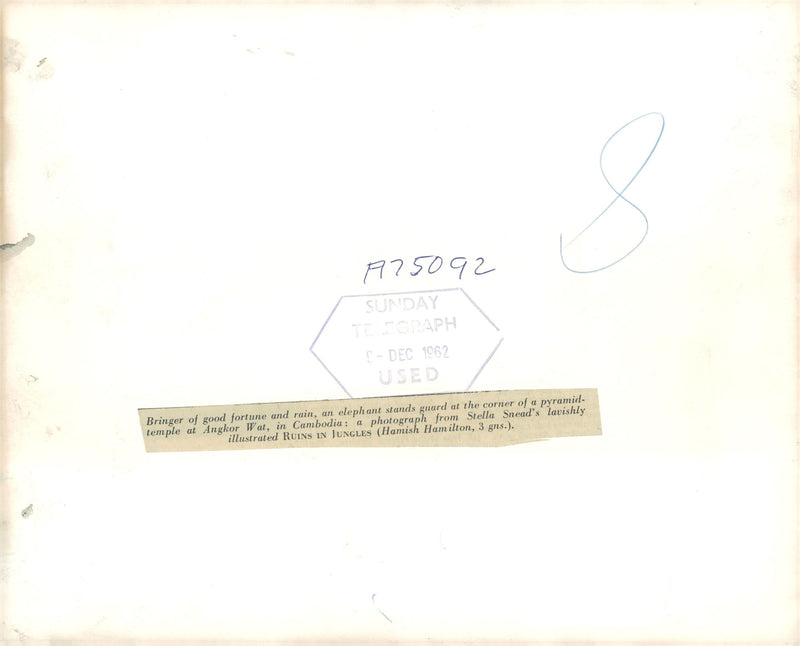 S
A75092
SUNDAY
TELEGRAPH
9 - DEC 1962
USED
Bringer of good fortune and rain, an elephant stands guard at the corner of a pyramid-
temple at Angkor Wat, in Cambodia: a photograph from Stella Snead's lavishly
illustrated RUINS IN JUNGLES (Hamish Hamilton, 3 gns.).